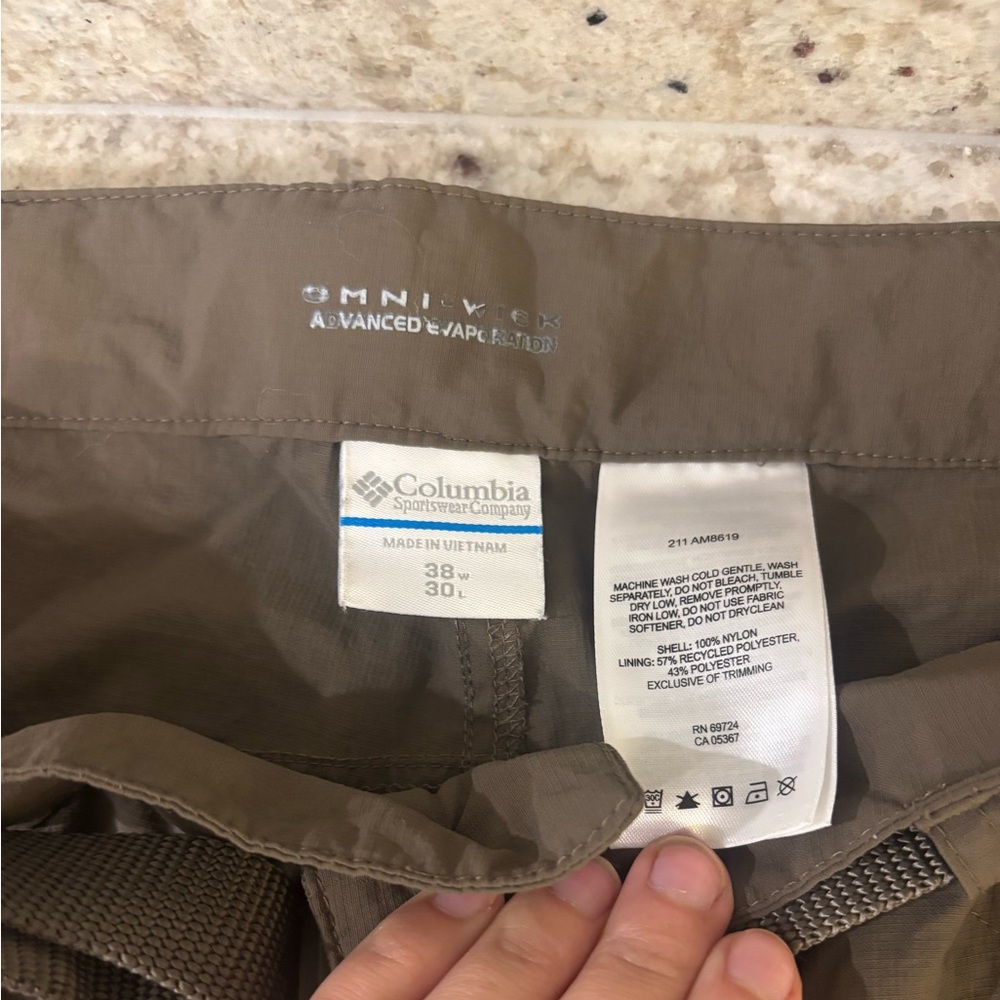 OMNI-WICK
ADVANCED EVAPORATION
Columbia
Sportswear Company
MADE IN VIETNAM
38 W
30 L
211 AM8619
MACHINE WASH COLD GENTLE, WASH
SEPARATELY, DO NOT BLEACH, TUMBLE
DRY LOW, REMOVE PROMPTLY,
IRON LOW, DO NOT USE FABRIC
SOFTENER, DO NOT DRYCLEAN
SHELL: 100% NYLON
LINING: 57% RECYCLED POLYESTER,
43% POLYESTER
EXCLUSIVE OF TRIMMING
RN 69724
CA 05367
30C